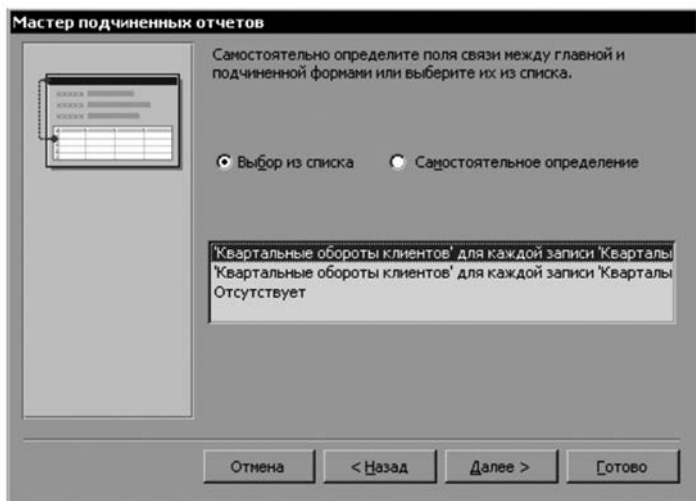 Мастер подчиненных отчетов
Самостоятельно определите поля связи между главной и
подчиненной формами или выберите их из списка.
Выбор из списка
Самостоятельное определение
'Квартальные обороты клиентов' для каждой записи 'Кварталы
'Квартальные обороты клиентов' для каждой записи 'Кварталы
Отсутствует
Отмена
< Назад
Далее >
Готово